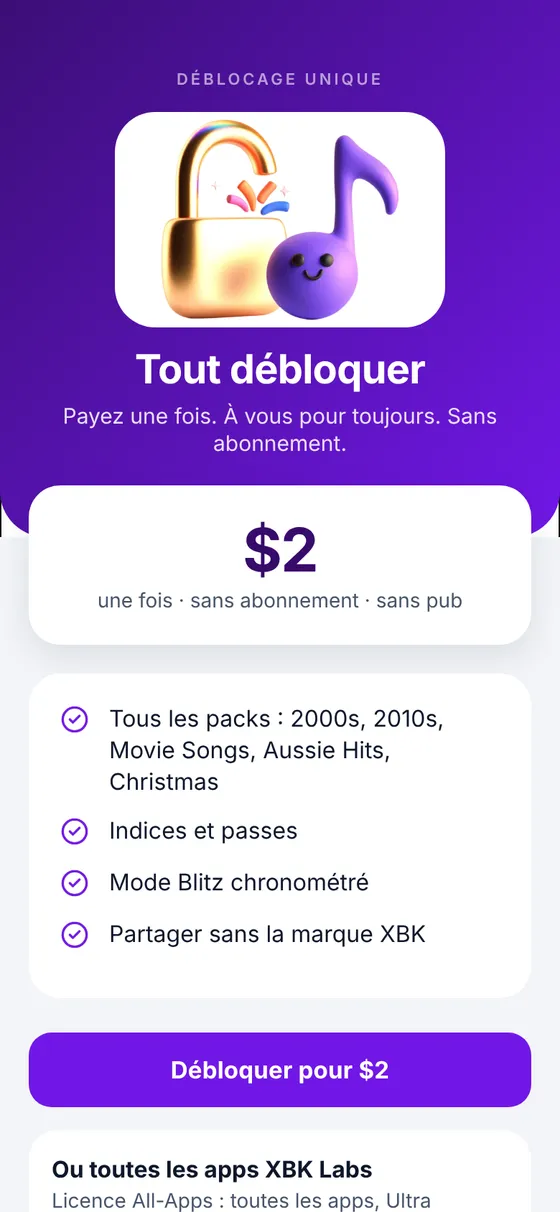 DÉBLOCAGE UNIQUE
Tout débloquer
Payez une fois. À vous pour toujours. Sans
abonnement.
$2
une fois · sans abonnement · sans pub
Tous les packs : 2000s, 2010s,
Movie Songs, Aussie Hits,
Christmas
Indices et passes
Mode Blitz chronométré
Partager sans la marque XBK
Débloquer pour $2
Ou toutes les apps XBK Labs
Licence All-Apps : toutes les apps, Ultra